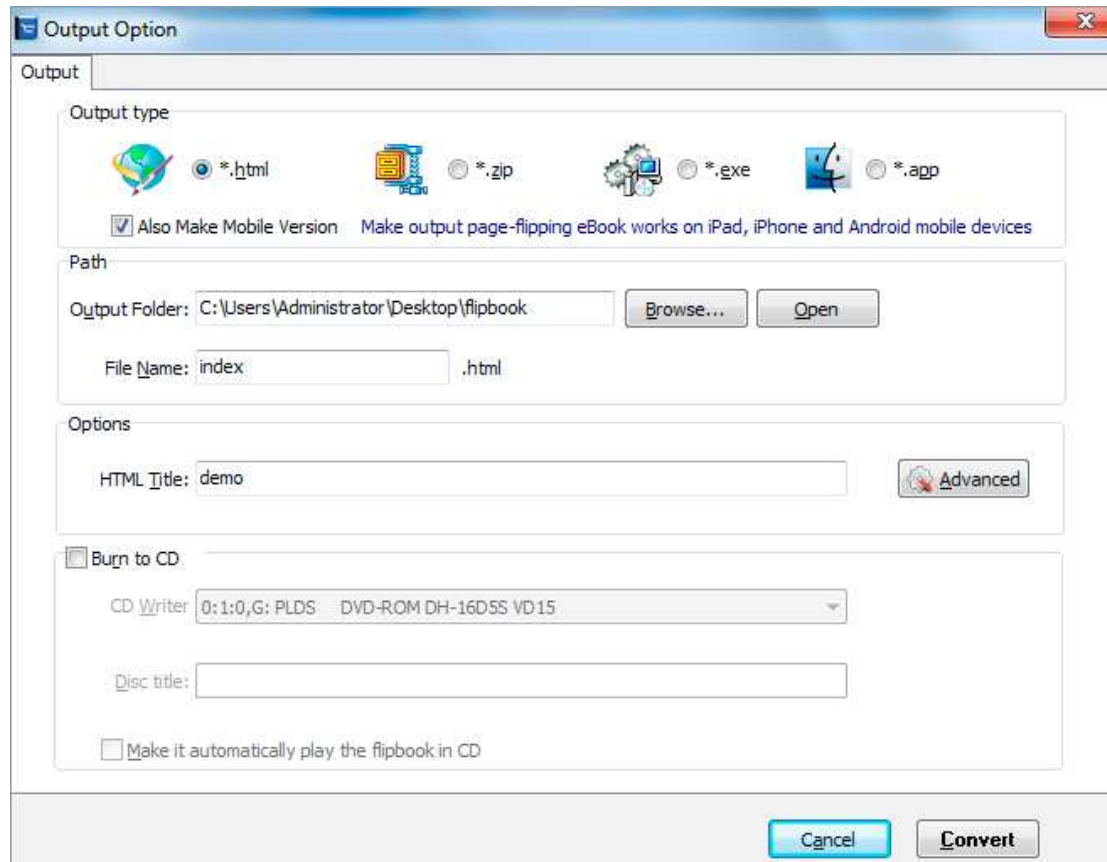 Output Option
Output
Output type
*.html *.zip *.exe *.app
Also Make Mobile Version Make output page-flipping eBook works on iPad, iPhone and Android mobile devices
Path
Output Folder: C:\Users\Administrator\Desktop\flipbook Browse... Open
File Name: index .html
Options
HTML Title: demo Advanced
Burn to CD
CD Writer 0:1:0,G: PLDS DVD-ROM DH-16D5S VD15
Disc title:
Make it automatically play the flipbook in CD
Cancel Convert